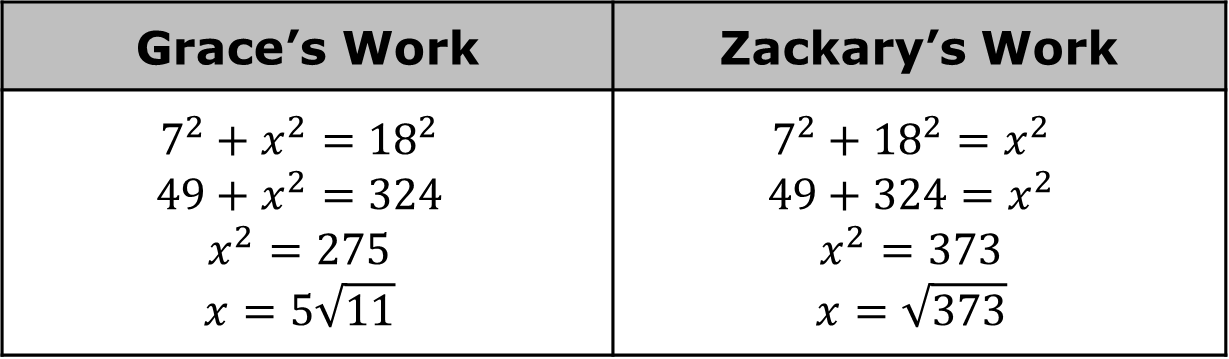 Grace’s Work
Zackary’s Work
7² + x² = 18²
49 + x² = 324
x² = 275
x = 5√11
7² + 18² = x²
49 + 324 = x²
x² = 373
x = √373